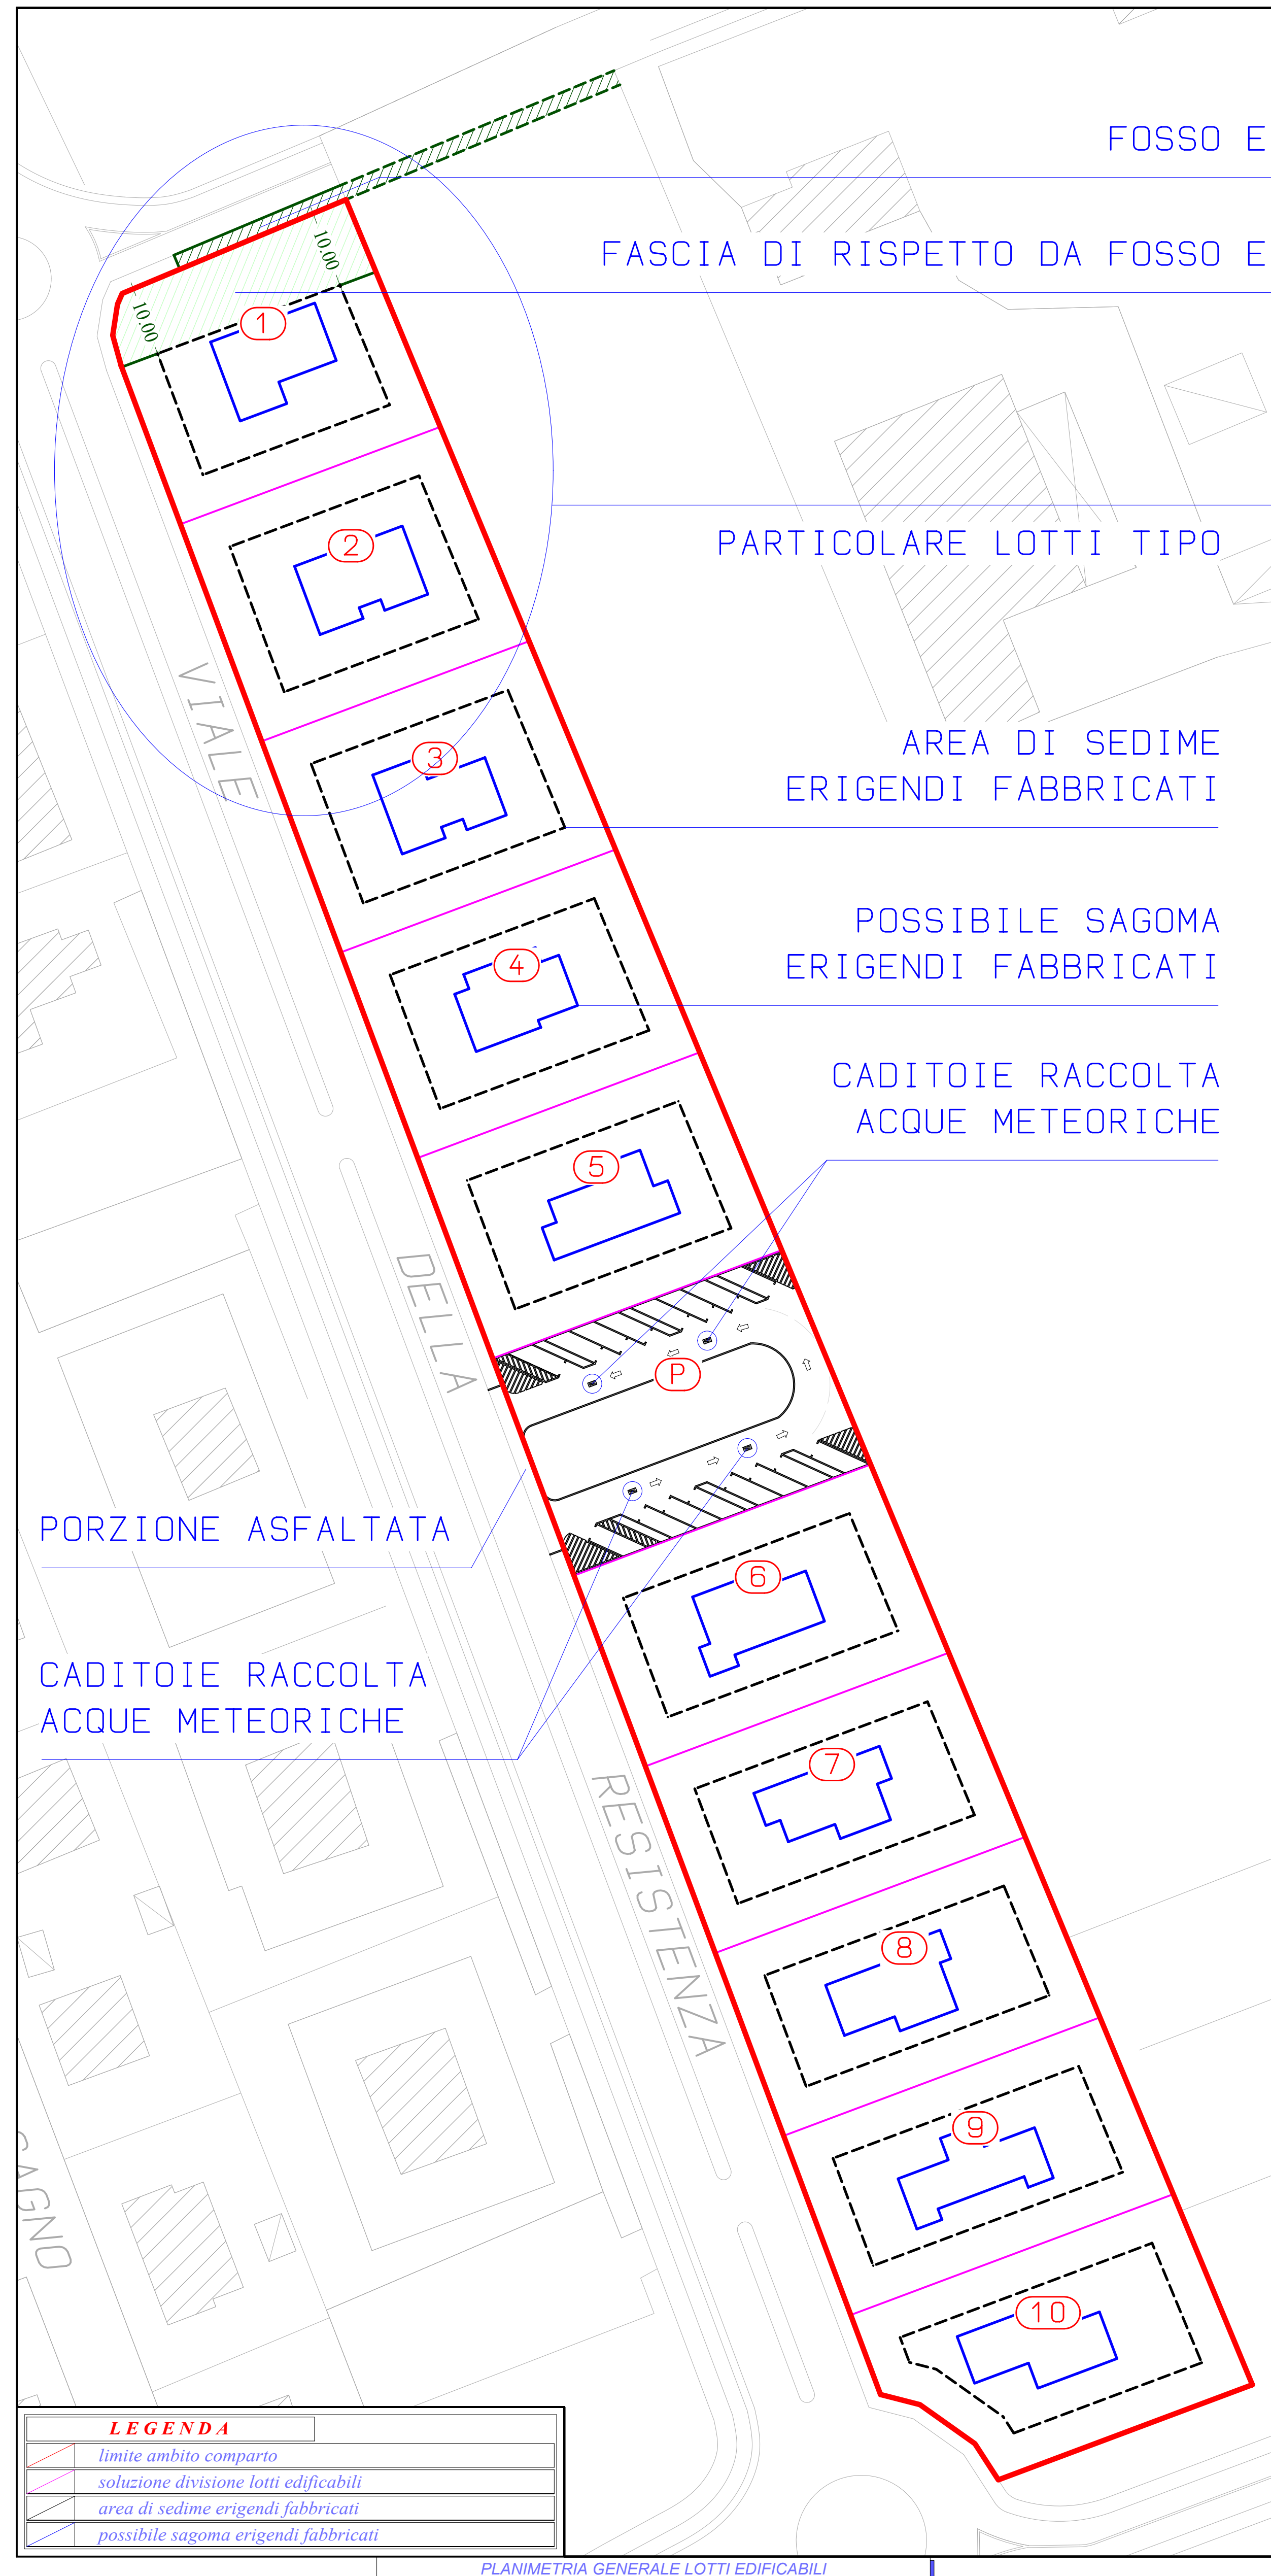 FOSSO E
FASCIA DI RISPETTO DA FOSSO E
10.00
10.00
1
PARTICOLARE LOTTI TIPO
2
VIALE
AREA DI SEDIME
ERIGENDI FABBRICATI
3
POSSIBILE SAGOMA
ERIGENDI FABBRICATI
4
CADITOIE RACCOLTA
ACQUE METEORICHE
5
DELLA
P
PORZIONE ASFALTATA
6
CADITOIE RACCOLTA
ACQUE METEORICHE
7
RESISTENZA
8
9
AGNO
10
LEGENDA
limite ambito comparto
soluzione divisione lotti edificabili
area di sedime erigendi fabbricati
possibile sagoma erigendi fabbricati
PLANIMETRIA GENERALE LOTTI EDIFICABILI